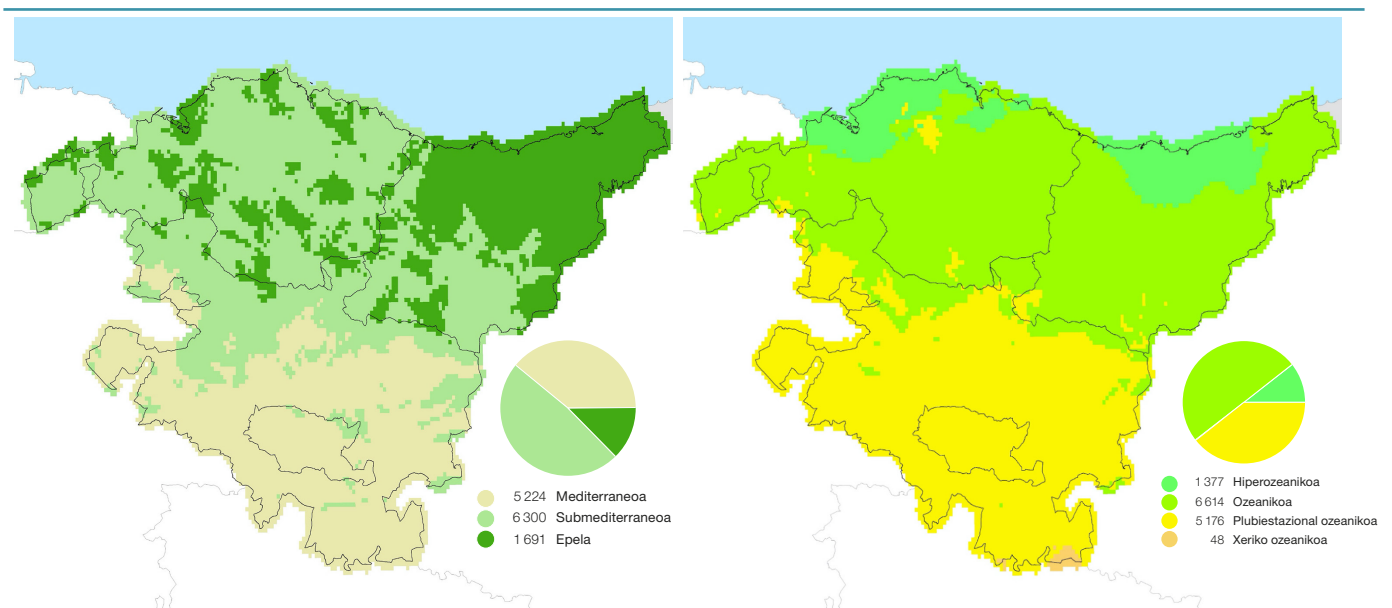 5 224 Mediterraneoa
6 300 Submediterraneoa
1 691 Epela
1 377 Hiperozeanikoa
6 614 Ozeanikoa
5 176 Plubiestazional ozeanikoa
48 Xeriko ozeanikoa